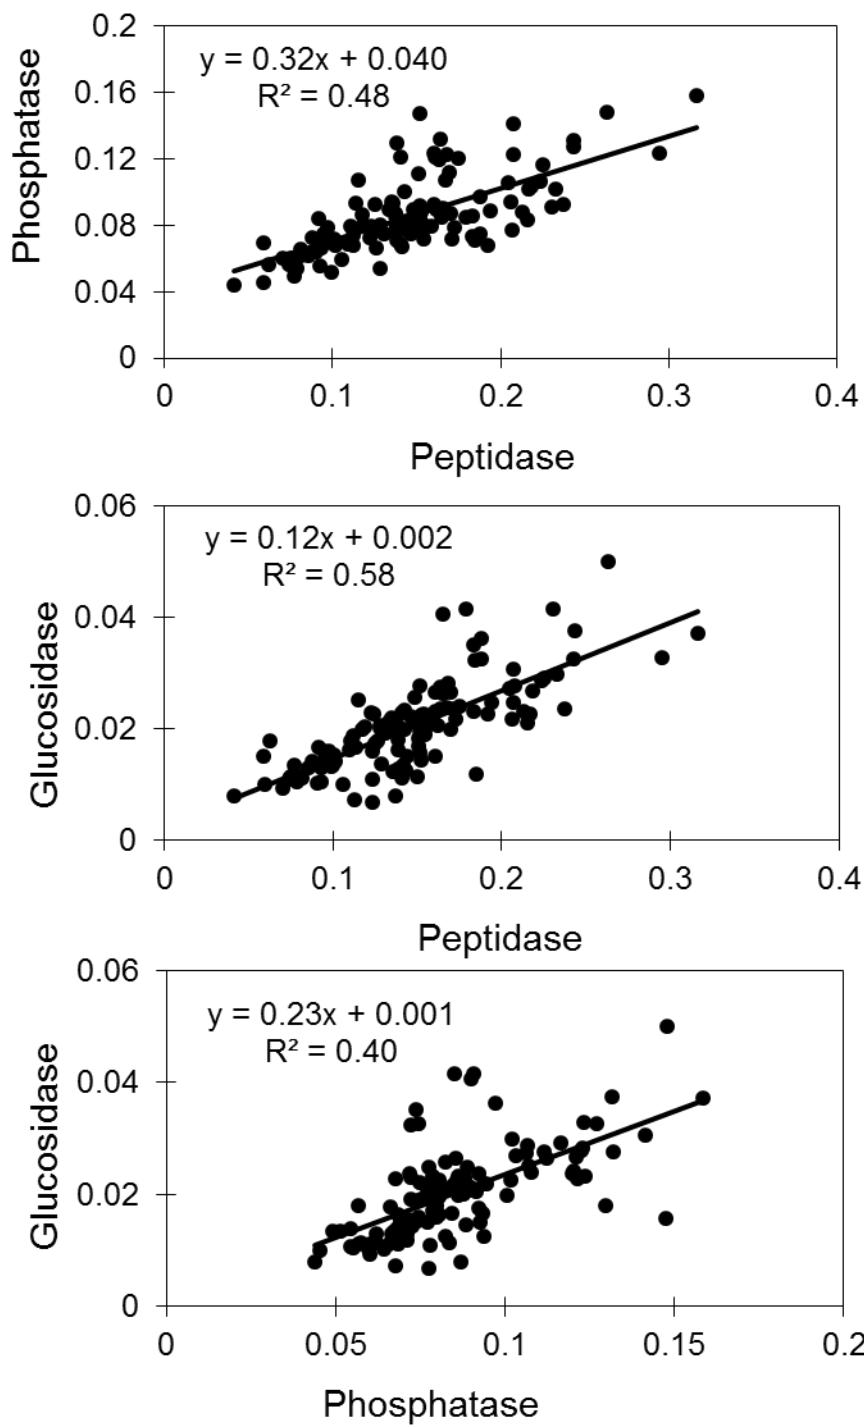 0.2
0.16
0.12
0.08
0.04
0
Phosphatase
y = 0.32x + 0.040
R² = 0.48
0 0.1 0.2 0.3 0.4
Peptidase
0.06
0.04
0.02
0
Glucosidase
y = 0.12x + 0.002
R² = 0.58
0 0.1 0.2 0.3 0.4
Peptidase
0.06
0.04
0.02
0
Glucosidase
y = 0.23x + 0.001
R² = 0.40
0 0.05 0.1 0.15 0.2
Phosphatase